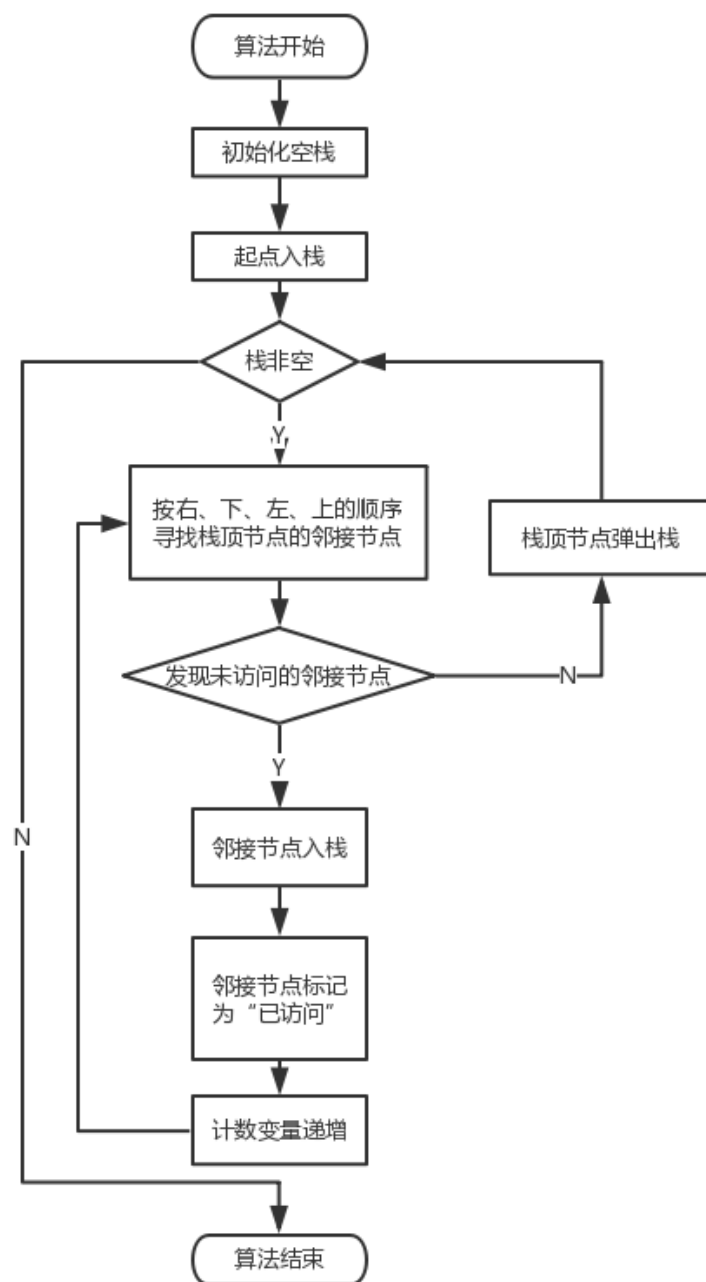 算法开始
初始化空栈
起点入栈
栈非空
Y
按右、下、左、上的顺序
寻找栈顶节点的邻接节点
栈顶节点弹出栈
发现未访问的邻接节点
N
Y
邻接节点入栈
N
邻接节点标记
为“已访问”
计数变量递增
算法结束